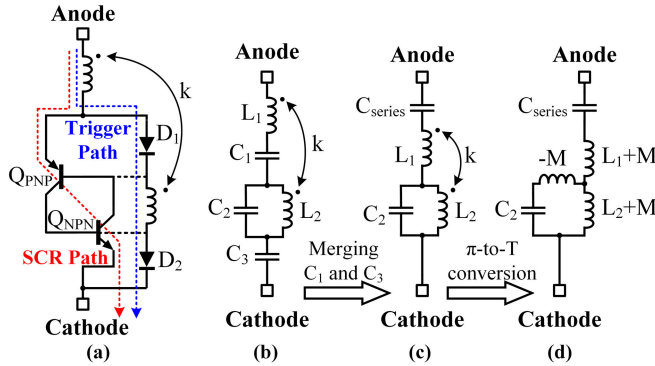 Anode
k
Trigger
Path
D1
QPNP
QNPN
SCR Path
D2
Cathode
(a)
Anode
L1
k
C1
C2
L2
C3
Cathode
(b)
Merging
C1 and C3
Anode
Cseries
L1
k
C2
L2
Cathode
(c)
π-to-T
conversion
Anode
Cseries
-M
L1+M
C2
L2+M
Cathode
(d)